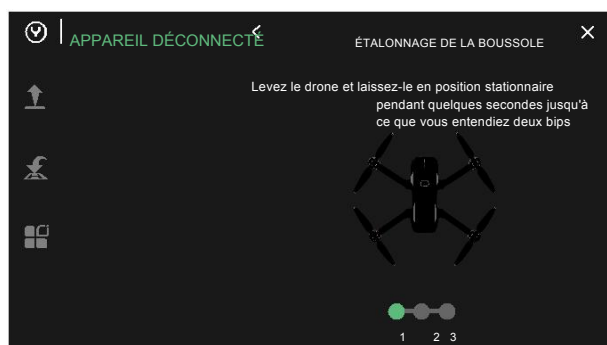 APPAREIL DÉCONNECTÉ
ÉTALONNAGE DE LA BOUSSOLE
Levez le drone et laissez-le en position stationnaire
pendant quelques secondes jusqu'à
ce que vous entendiez deux bips
1 2 3